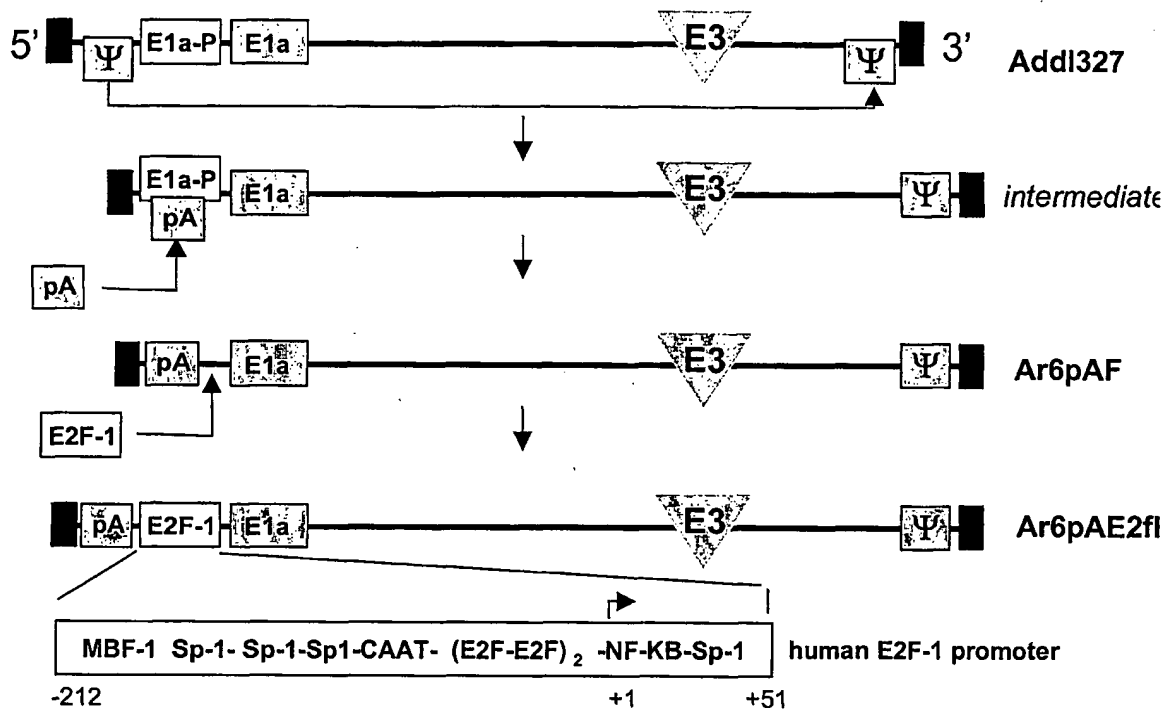 5' Ψ E1a-P E1a E3 Ψ 3' Addl327
E1a-P pA E1a E3 Ψ intermediate
pA
pA E1a E3 Ψ Ar6pAF
E2F-1
pA E2F-1 E1a E3 Ψ Ar6pAE2f
MBF-1 Sp-1- Sp-1-Sp1-CAAT- (E2F-E2F) 2 -NF-KB-Sp-1 human E2F-1 promoter
-212 +1 +51